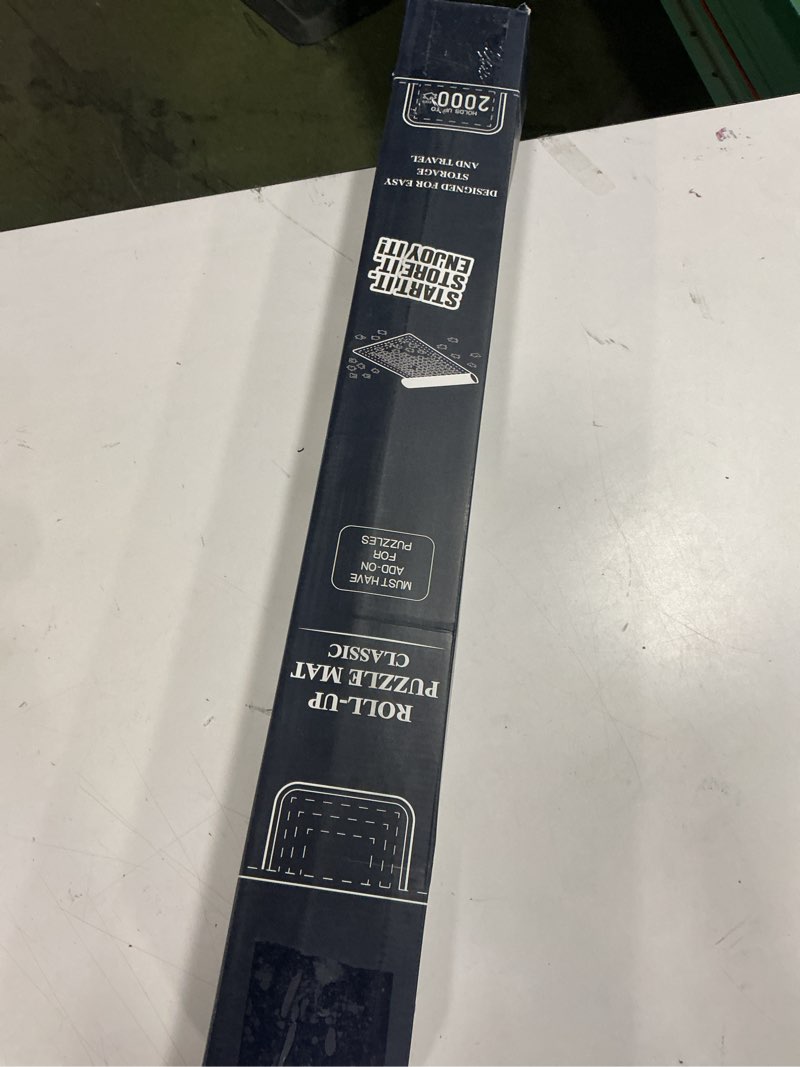 ROLL-UP
PUZZLE MAT
CLASSIC
MUST HAVE
ADD-ON
FOR
PUZZLES
START IT.
STORE IT.
ENJOY IT!
DESIGNED FOR EASY
STORAGE
AND TRAVEL
HOLDS UP TO
2000